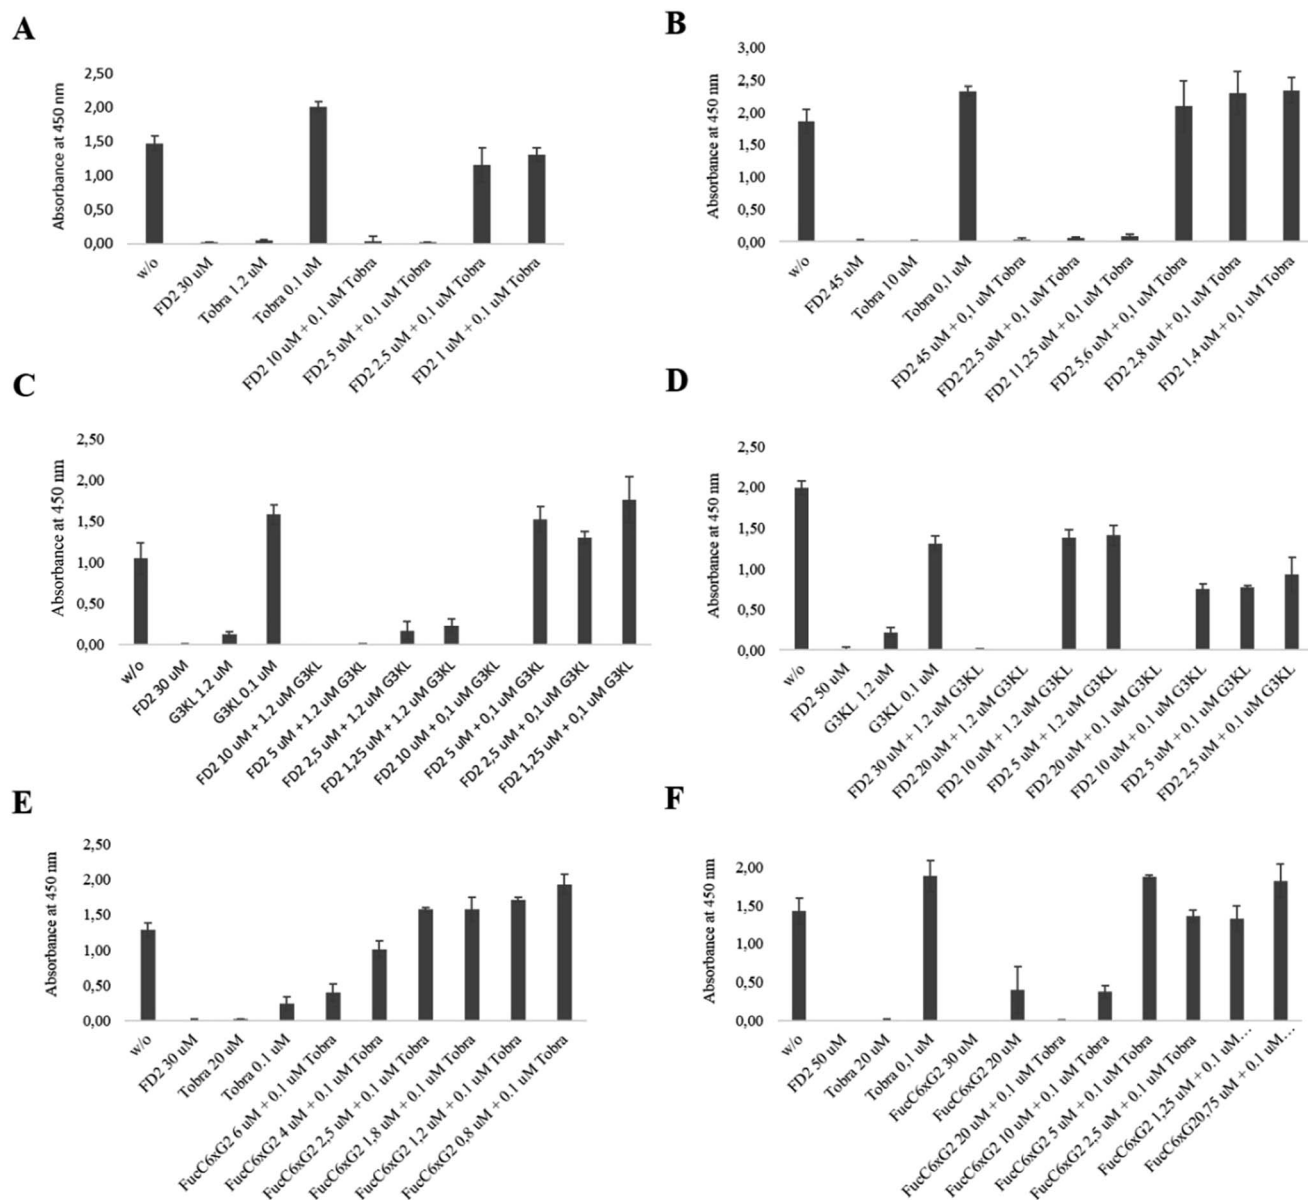 A
Absorbance at 450 nm
2,50
2,00
1,50
1,00
0,50
0,00
w/o
FD2 30 uM
Tobra 1.2 uM
Tobra 0.1 uM
FD2 10 uM + 0.1 uM Tobra
FD2 5 uM + 0.1 uM Tobra
FD2 2.5 uM + 0.1 uM Tobra
FD2 1 uM + 0.1 uM Tobra
B
Absorbance at 450 nm
3,00
2,50
2,00
1,50
1,00
0,50
0,00
w/o
FD2 45 uM
Tobra 10 uM
Tobra 0,1 uM
FD2 45 uM + 0,1 uM Tobra
FD2 22,5 uM + 0,1 uM Tobra
FD2 11,25 uM + 0,1 uM Tobra
FD2 5,6 uM + 0,1 uM Tobra
FD2 2,8 uM + 0,1 uM Tobra
FD2 1,4 uM + 0,1 uM Tobra
C
Absorbance at 450 nm
2,50
2,00
1,50
1,00
0,50
0,00
w/o
FD2 30 uM
G3KL 1.2 uM
G3KL 0.1 uM
FD2 10 uM + 1.2 uM G3KL
FD2 5 uM + 1.2 uM G3KL
FD2 2,5 uM + 1.2 uM G3KL
FD2 1,25 uM + 1.2 uM G3KL
FD2 10 uM + 0,1 uM G3KL
FD2 5 uM + 0,1 uM G3KL
FD2 2,5 uM + 0,1 uM G3KL
FD2 1,25 uM + 0,1 uM G3KL
D
Absorbance at 450 nm
2,50
2,00
1,50
1,00
0,50
0,00
w/o
FD2 50 uM
G3KL 1,2 uM
G3KL 0,1 uM
FD2 30 uM + 1.2 uM G3KL
FD2 20 uM + 1.2 uM G3KL
FD2 10 uM + 1.2 uM G3KL
FD2 5 uM + 1.2 uM G3KL
FD2 20 uM + 0.1 uM G3KL
FD2 10 uM + 0.1 uM G3KL
FD2 5 uM + 0.1 uM G3KL
FD2 2,5 uM + 0.1 uM G3KL
E
Absorbance at 450 nm
2,50
2,00
1,50
1,00
0,50
0,00
w/o
FD2 30 uM
Tobra 20 uM
Tobra 0.1 uM
FucC6xG2 6 uM + 0.1 uM Tobra
FucC6xG2 4 uM + 0.1 uM Tobra
FucC6xG2 2,5 uM + 0.1 uM Tobra
FucC6xG2 1,8 uM + 0.1 uM Tobra
FucC6xG2 1,2 uM + 0.1 uM Tobra
FucC6xG2 0,8 uM + 0.1 uM Tobra
F
Absorbance at 450 nm
2,00
1,50
1,00
0,50
0,00
w/o
FD2 50 uM
Tobra 20 uM
Tobra 0,1 uM
FucC6xG2 30 uM
FucC6xG2 20 uM
FucC6xG2 20 uM + 0.1 uM Tobra
FucC6xG2 10 uM + 0.1 uM Tobra
FucC6xG2 5 uM + 0.1 uM Tobra
FucC6xG2 2,5 uM + 0.1 uM Tobra
FucC6xG2 1,25 uM + 0.1 uM…
FucC6xG20,75 uM + 0.1 uM…